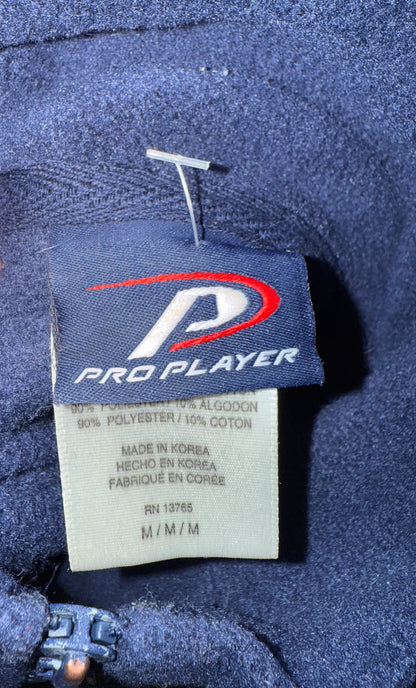 P
PRO PLAYER
90% POLIESTER / 10% ALGODON
90% POLYESTER / 10% COTON
MADE IN KOREA
HECHO EN KOREA
FABRIQUÉ EN CORÉE
RN 13765
M / M / M